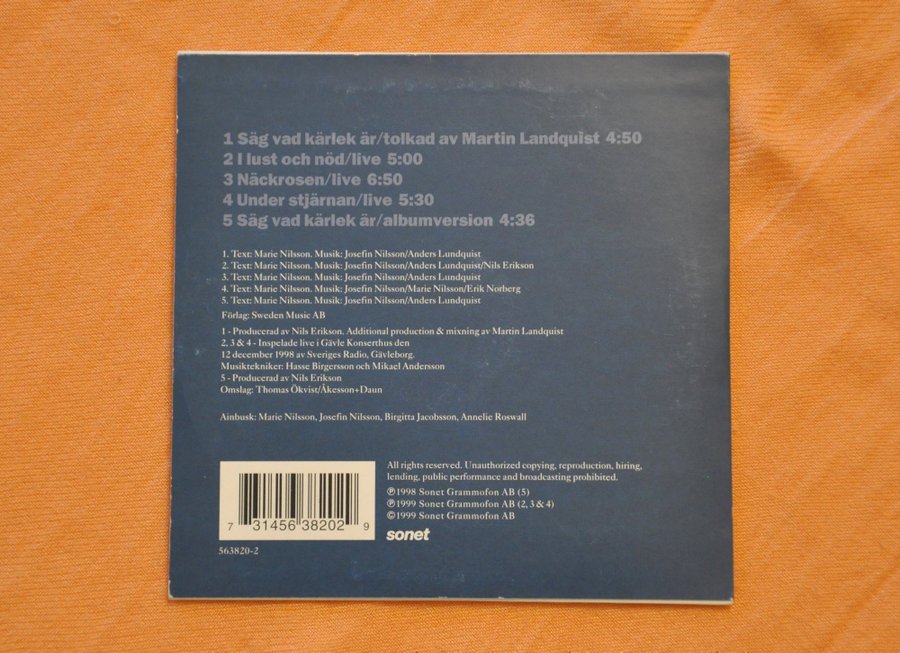 1 Säg vad kärlek är/tolkad av Martin Landquist 4:50
2 I lust och nöd/live 5:00
3 Näckrosen/live 6:50
4 Under stjärnan/live 5:30
5 Säg vad kärlek är/albumversion 4:36
1. Text: Marie Nilsson. Musik: Josefin Nilsson/Anders Lundquist
2. Text: Marie Nilsson. Musik: Josefin Nilsson/Anders Lundquist/Nils Erikson
3. Text: Marie Nilsson. Musik: Josefin Nilsson/Anders Lundquist
4. Text: Marie Nilsson. Musik: Josefin Nilsson/Marie Nilsson/Erik Norberg
5. Text: Marie Nilsson. Musik: Josefin Nilsson/Anders Lundquist
Förlag: Sweden Music AB
1 - Producerad av Nils Erikson. Additional production & mixning av Martin Landquist
2, 3 & 4 - Inspelade live i Gävle Konserthus den
12 december 1998 av Sveriges Radio, Gävleborg.
Musiktekniker: Hasse Birgersson och Mikael Andersson
5 - Producerad av Nils Erikson
Omslag: Thomas Ökvist/Åkesson+Daun
Ainbusk: Marie Nilsson, Josefin Nilsson, Birgitta Jacobsson, Annelie Roswall
All rights reserved. Unauthorized copying, reproduction, hiring,
lending, public performance and broadcasting prohibited.
℗ 1998 Sonet Grammofon AB (5)
℗ 1999 Sonet Grammofon AB (2, 3 & 4)
© 1999 Sonet Grammofon AB
sonet
7 31456 38202 9
563820-2